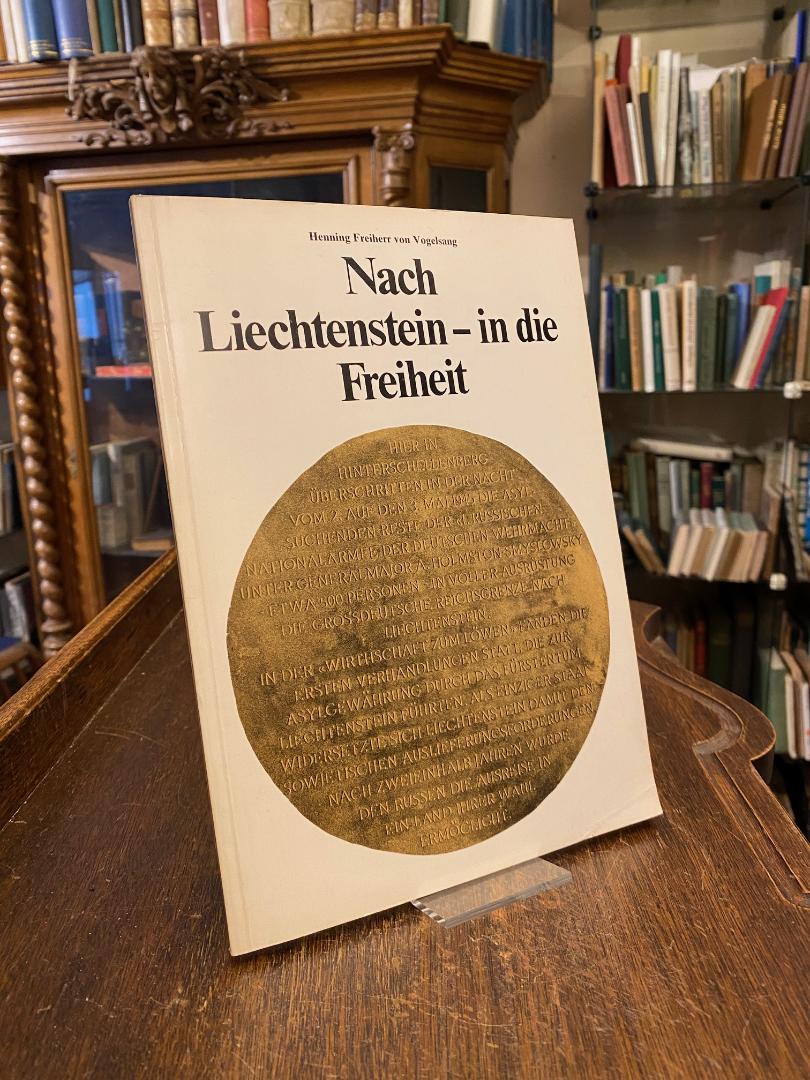 Henning Freiherr von Vogelsang
Nach
Liechtenstein – in die
Freiheit
HIER IN
HINTERSCHELLENBERG
ÜBERSCHRITTEN IN DER NACHT
VOM 2. AUF DEN 3. MAI 1945 DIE ASYL
SUCHENDEN RESTE DER 1. RUSSISCHEN
NATIONALARMEE DER DEUTSCHEN WEHRMACHT
UNTER GENERALMAJOR A. HOLMSTON-SMYSLOWSKY
ETWA 500 PERSONEN IN VOLLER AUSRÜSTUNG
DIE GROSSDEUTSCHE REICHSGRENZE NACH
LIECHTENSTEIN.
IN DER «WIRTHSCHAFT ZUM LÖWEN» FANDEN DIE
ERSTEN VERHANDLUNGEN STATT, DIE ZUR
ASYLGEWÄHRUNG DURCH DAS FÜRSTENTUM
LIECHTENSTEIN FÜHRTEN. ALS EINZIGER STAAT
WIDERSETZTE SICH LIECHTENSTEIN DAMIT DEN
SOWJETISCHEN AUSLIEFERUNGSFORDERUNGEN
NACH ZWEIEINHALB JAHREN WURDE
DEN RUSSEN DIE AUSREISE IN
EIN LAND IHRER WAHL
ERMÖGLICHT.